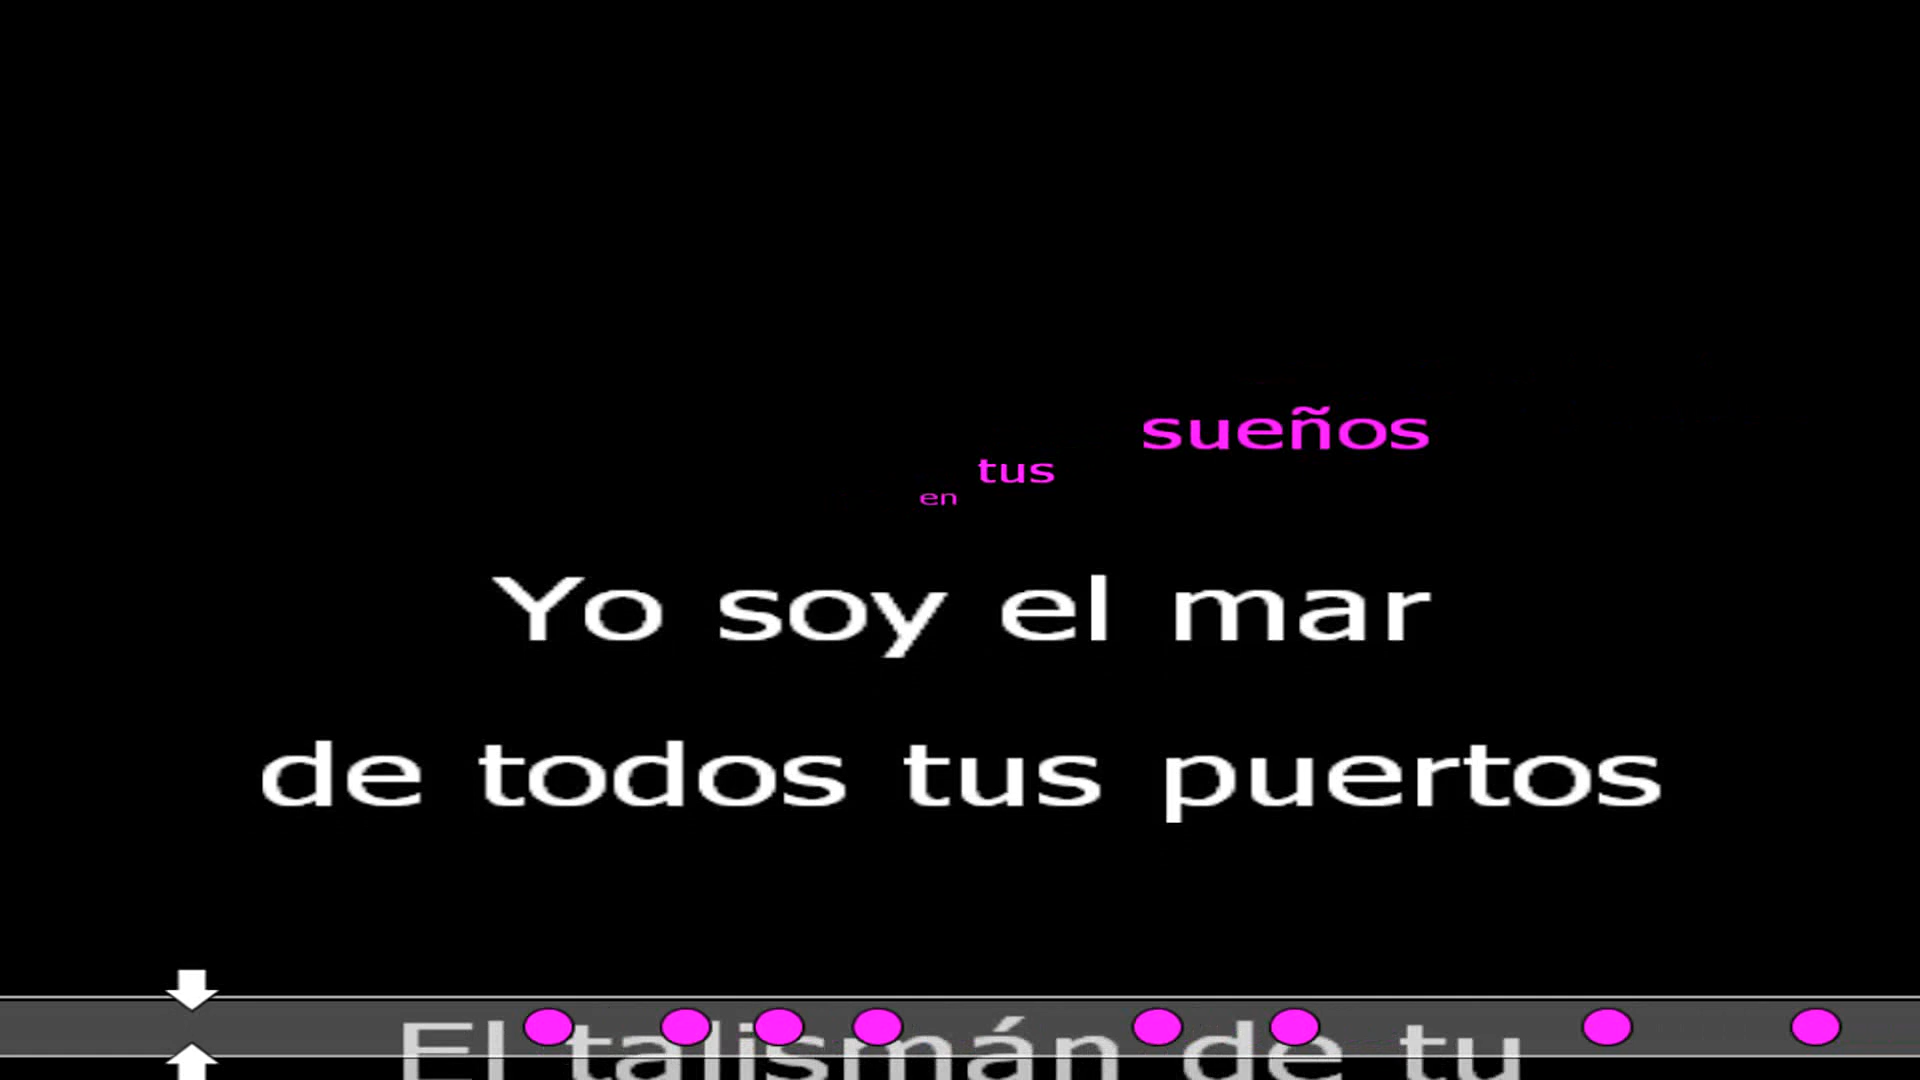 en tus sueños
Yo soy el mar
de todos tus puertos
El talismán de tu